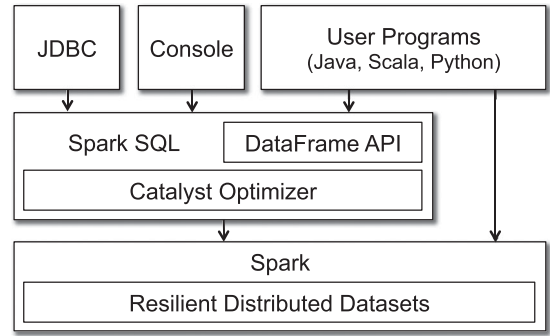 JDBC
Console
User Programs
(Java, Scala, Python)
Spark SQL
DataFrame API
Catalyst Optimizer
Spark
Resilient Distributed Datasets